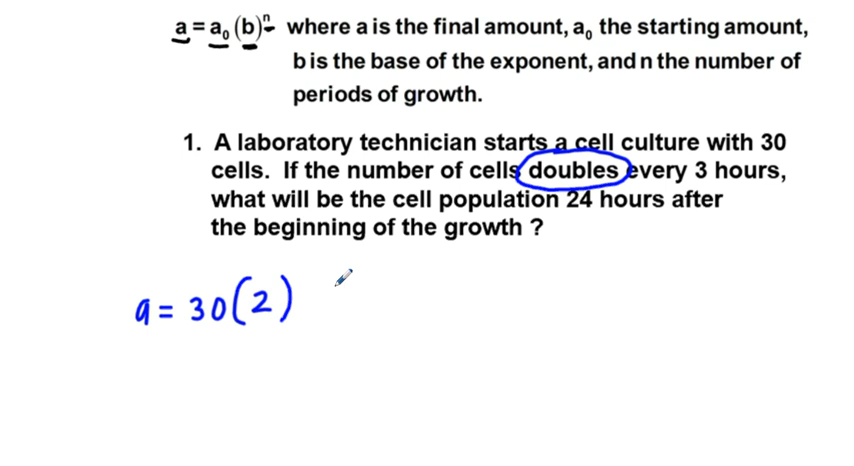 a = a₀ (b)ⁿ where a is the final amount, a₀ the starting amount,
b is the base of the exponent, and n the number of
periods of growth.
1. A laboratory technician starts a cell culture with 30
cells. If the number of cells doubles every 3 hours,
what will be the cell population 24 hours after
the beginning of the growth ?
a = 30(2)